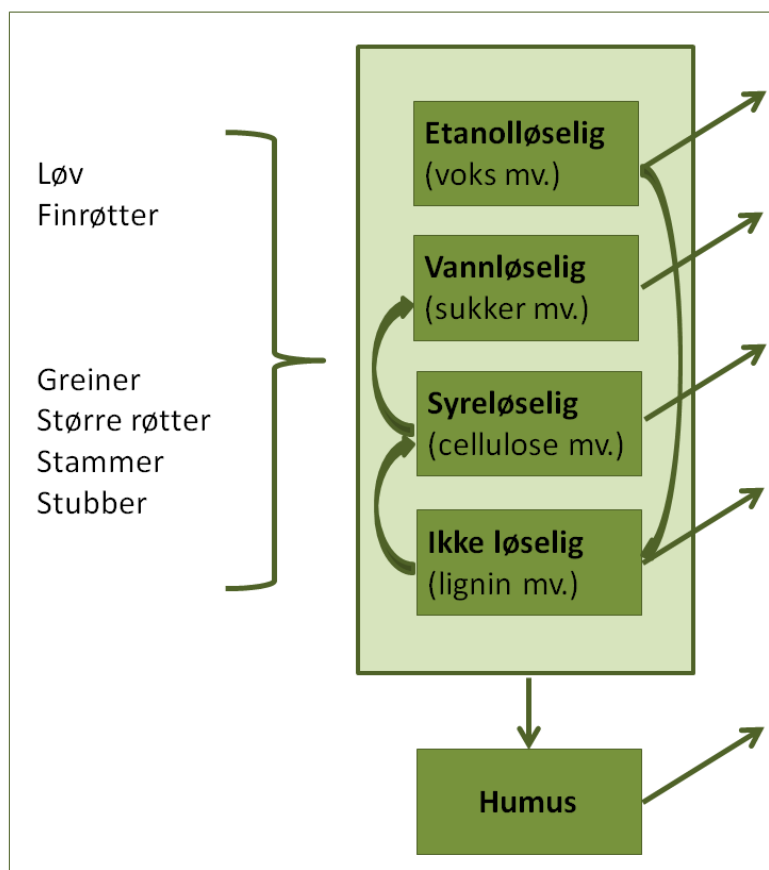 Løv
Finrøtter
Greiner
Større røtter
Stammer
Stubber
Etanolløselig
(voks mv.)
Vannløselig
(sukker mv.)
Syreløselig
(cellulose mv.)
Ikke løselig
(lignin mv.)
Humus